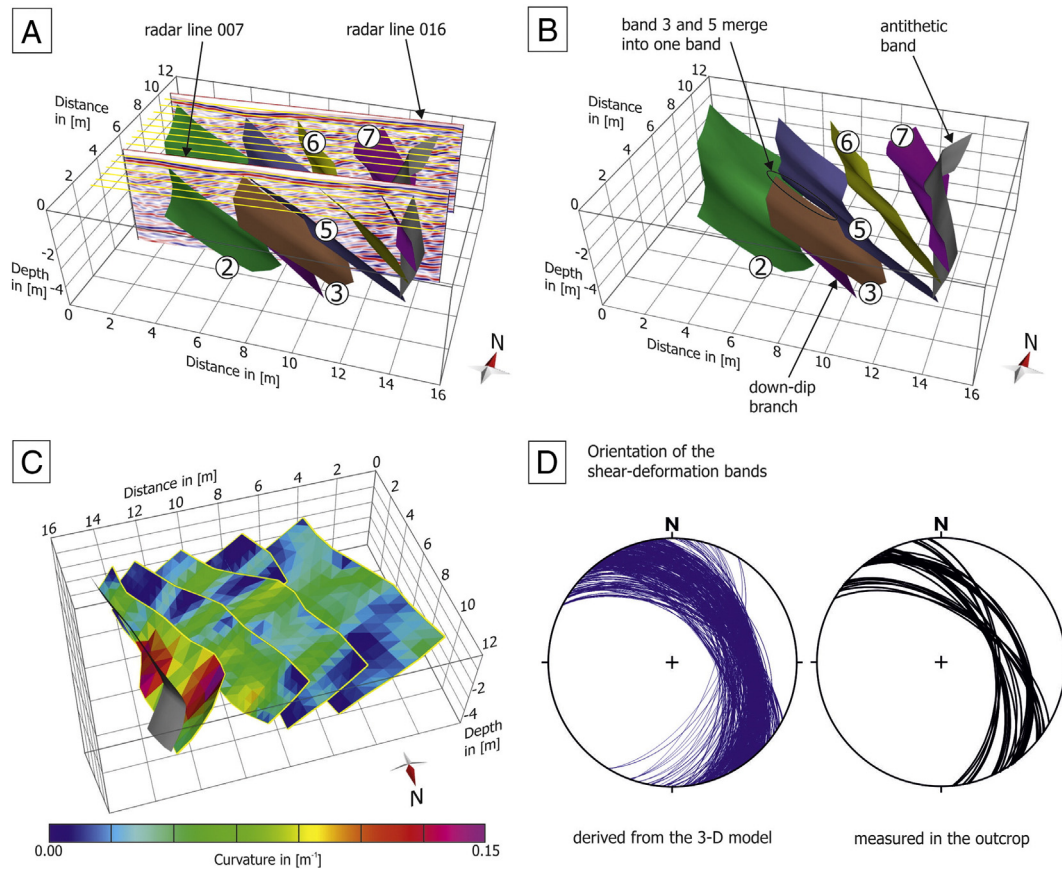 A
radar line 007
radar line 016
12
10
8
6
4
2
0
Distance
in [m]
6
7
5
2
3
-2
Depth -4
in [m]
0
2
4
6
8
10
12
14
16
Distance in [m]
N
B
band 3 and 5 merge
into one band
antithetic
band
12
10
8
6
4
2
0
Distance
in [m]
6
7
5
2
3
-2
Depth -4
in [m]
0
2
4
6
8
10
12
14
16
Distance in [m]
down-dip
branch
N
C
Distance in [m]
16
14
12
10
8
6
4
2
0
2
4
6
8
10
12
-2
-4
Depth
in [m]
N
0.00
0.15
Curvature in [m⁻¹]
D
Orientation of the
shear-deformation bands
N
N
derived from the 3-D model
measured in the outcrop